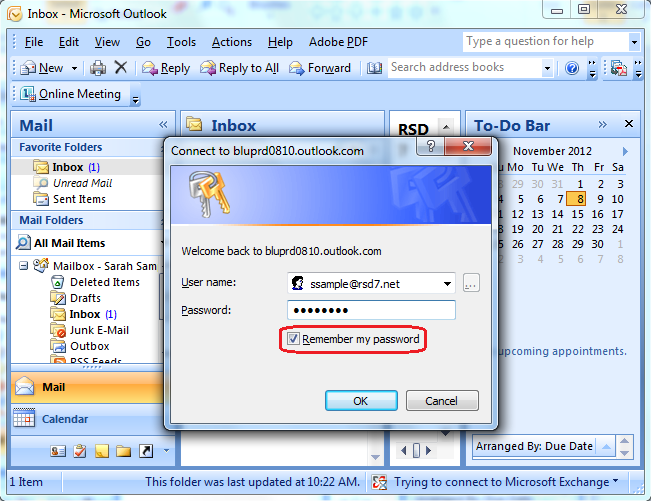 Inbox - Microsoft Outlook
File Edit View Go Tools Actions Help Adobe PDF Type a question for help
New Reply Reply to All Forward Search address books
Online Meeting
Mail
Favorite Folders
Inbox (1)
Unread Mail
Sent Items
Mail Folders
All Mail Items
Mailbox - Sarah Sam
Deleted Items
Drafts
Inbox (1)
Junk E-Mail
Outbox
RSS Feeds
Mail
Calendar
Inbox
RSD
Connect to bluprd0810.outlook.com
Welcome back to bluprd0810.outlook.com
User name: ssample@rsd7.net
Password: ●●●●●●●●
Remember my password
OK Cancel
To-Do Bar
November 2012
Su Mo Tu We Th Fr Sa
28 29 30 31 1 2 3
4 5 6 7 8 9 10
11 12 13 14 15 16 17
18 19 20 21 22 23 24
25 26 27 28 29 30 1
2 3 4 5 6 7 8
upcoming appointments.
Arranged By: Due Date
1 Item This folder was last updated at 10:22 AM. Trying to connect to Microsoft Exchange